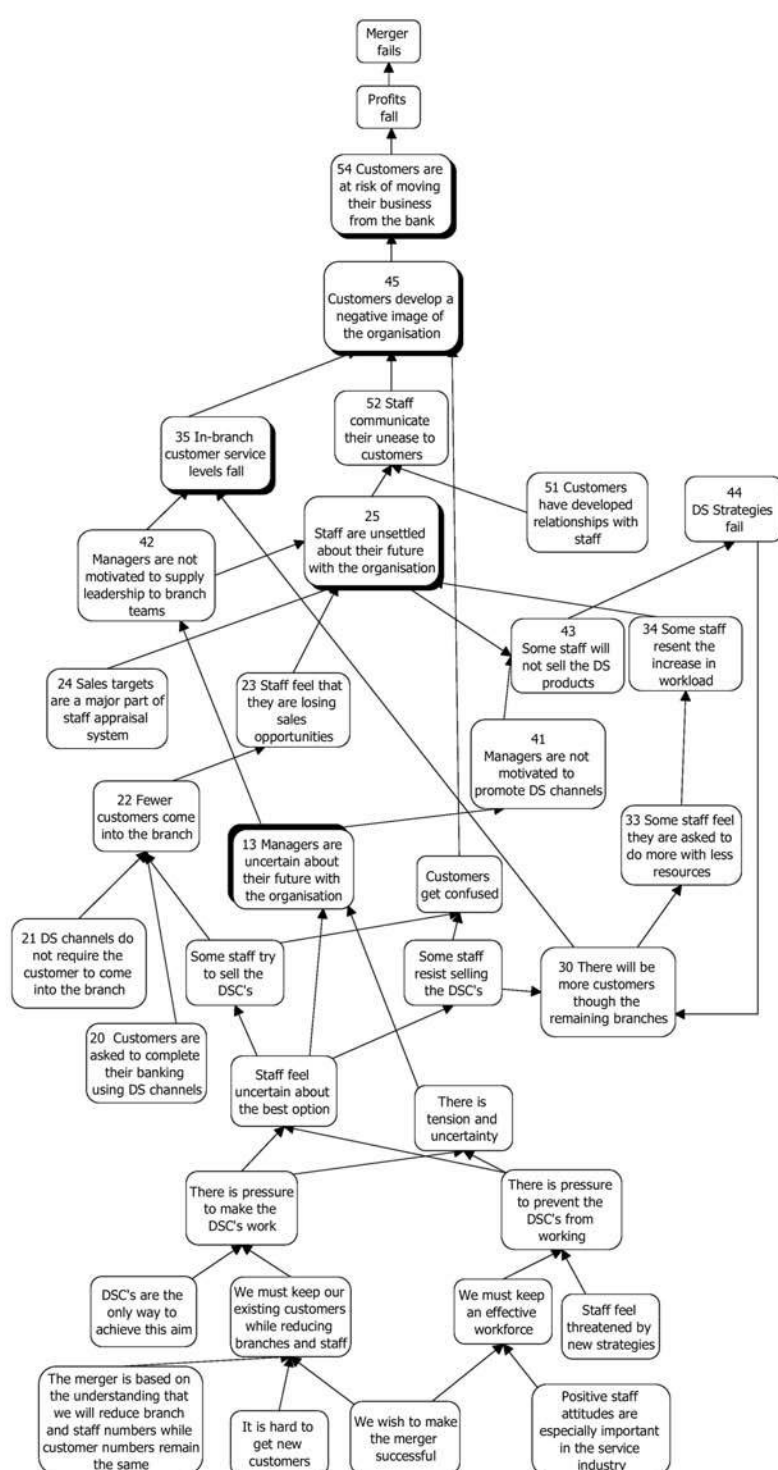 Merger
fails
Profits
fall
54 Customers are
at risk of moving
their business
from the bank
45
Customers develop a
negative image of
the organisation
52 Staff
communicate
their unease to
customers
35 In-branch
customer service
levels fall
51 Customers
have developed
relationships with
staff
44
DS Strategies
fail
25
Staff are unsettled
about their future
with the organisation
42
Managers are not
motivated to supply
leadership to branch
teams
43
Some staff will
not sell the DS
products
34 Some staff
resent the
increase in
workload
24 Sales targets
are a major part of
staff appraisal
system
23 Staff feel that
they are losing
sales
opportunities
41
Managers are not
motivated to
promote DS channels
22 Fewer
customers come
into the branch
33 Some staff feel
they are asked to
do more with less
resources
13 Managers are
uncertain about
their future with
the organisation
Customers
get confused
21 DS channels do
not require the
customer to come
into the branch
Some staff try
to sell the
DSC's
Some staff
resist selling
the DSC's
30 There will be
more customers
though the
remaining branches
20 Customers are
asked to complete
their banking
using DS channels
Staff feel
uncertain about
the best option
There is
tension and
uncertainty
There is pressure
to make the
DSC's work
There is pressure
to prevent the
DSC's from
working
DSC's are the
only way to
achieve this aim
We must keep our
existing customers
while reducing
branches and staff
We must keep
an effective
workforce
Staff feel
threatened by
new strategies
The merger is based on
the understanding that
we will reduce branch
and staff numbers while
customer numbers remain
the same
It is hard to
get new
customers
We wish to make
the merger
successful
Positive staff
attitudes are
especially important
in the service
industry